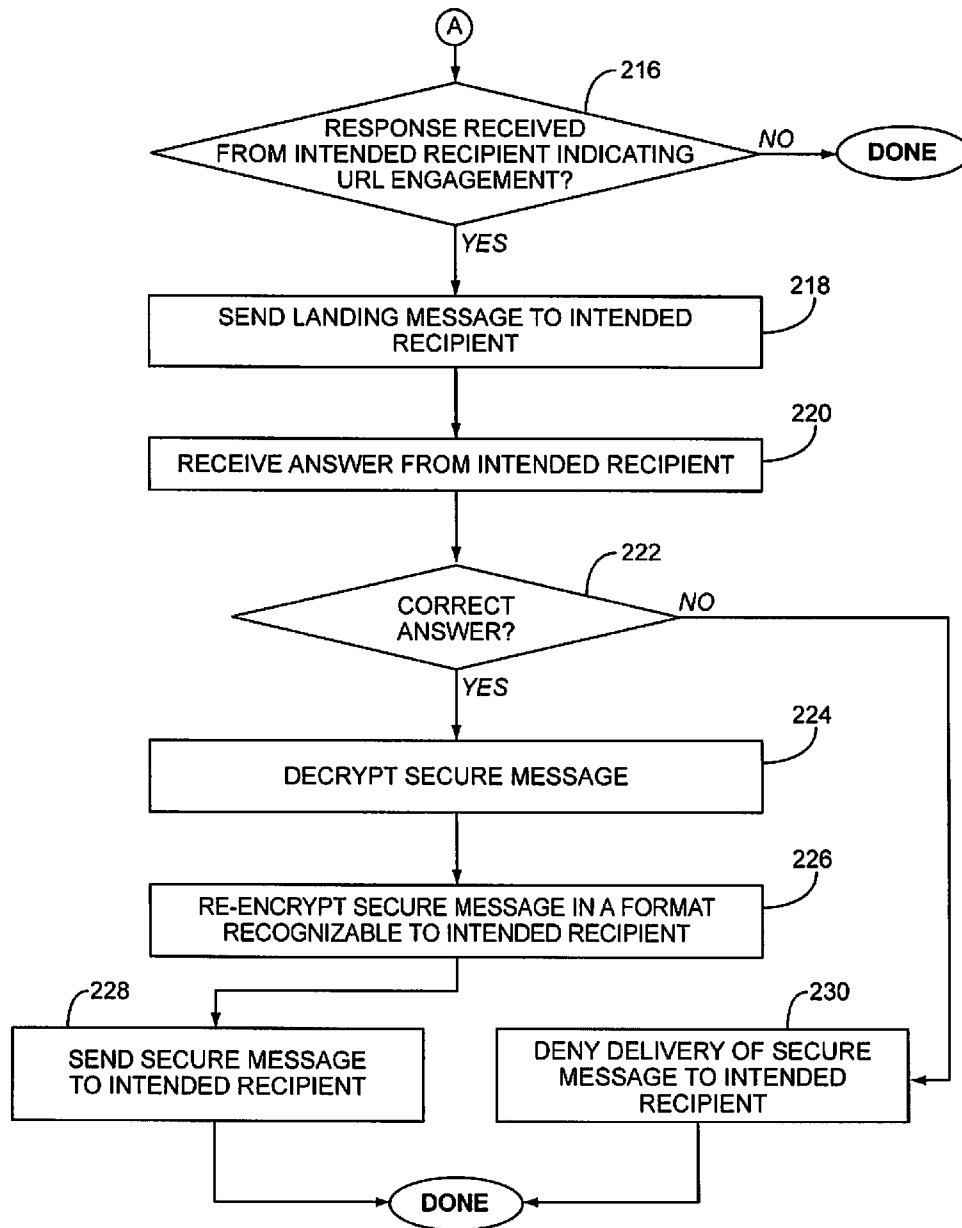 A
216
RESPONSE RECEIVED
FROM INTENDED RECIPIENT INDICATING
URL ENGAGEMENT?
NO
DONE
YES
218
SEND LANDING MESSAGE TO INTENDED
RECIPIENT
220
RECEIVE ANSWER FROM INTENDED RECIPIENT
222
CORRECT
ANSWER?
NO
YES
224
DECRYPT SECURE MESSAGE
226
RE-ENCRYPT SECURE MESSAGE IN A FORMAT
RECOGNIZABLE TO INTENDED RECIPIENT
228
SEND SECURE MESSAGE
TO INTENDED RECIPIENT
230
DENY DELIVERY OF SECURE
MESSAGE TO INTENDED
RECIPIENT
DONE